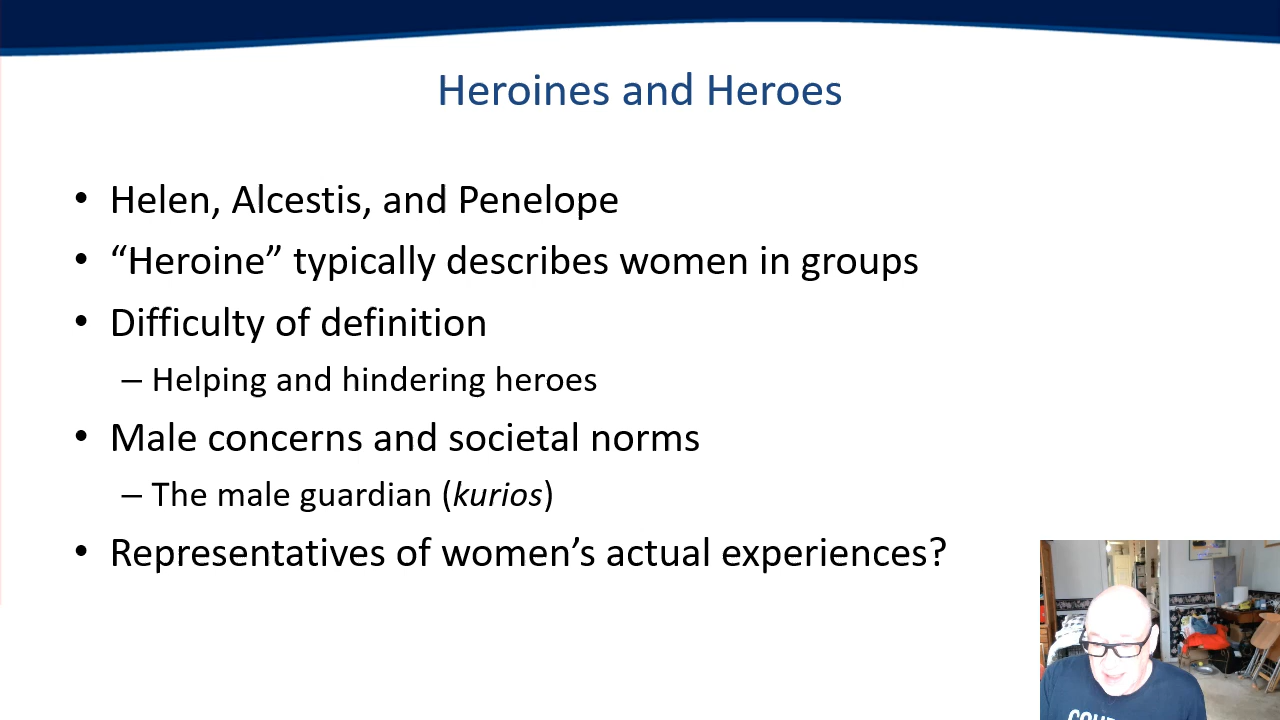 Heroines and Heroes
• Helen, Alcestis, and Penelope
• “Heroine” typically describes women in groups
• Difficulty of definition
– Helping and hindering heroes
• Male concerns and societal norms
– The male guardian (kurios)
• Representatives of women’s actual experiences?